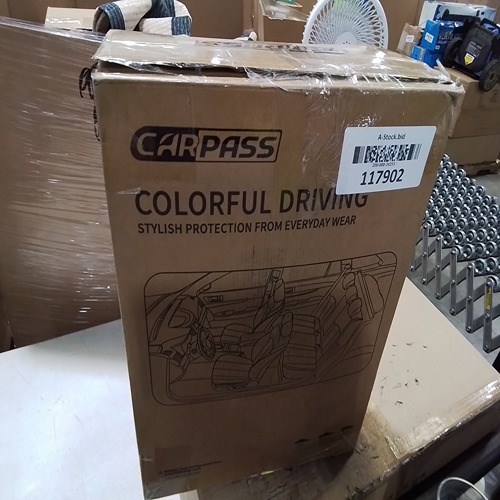 CARPASS
A-Stock.bid
117902
COLORFUL DRIVING
STYLISH PROTECTION FROM EVERYDAY WEAR